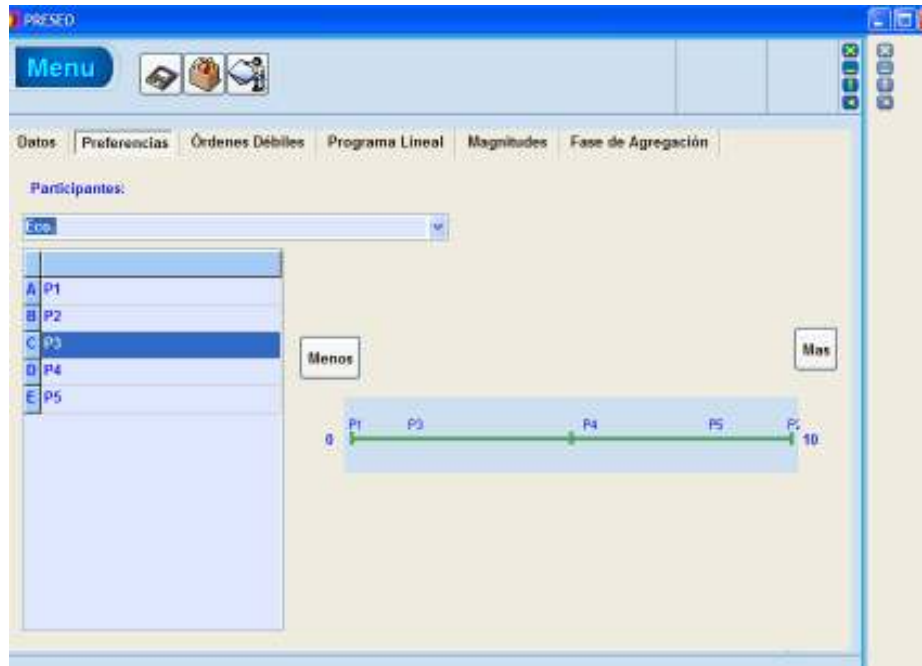 PRESEO
Menu
Datos Preferencias Órdenes Débiles Programa Lineal Magnitudes Fase de Agregación
Participantes:
Eco.
A P1
B P2
C P3
D P4
E P5
Menos Mas
P1 P3 P4 P5
0 10